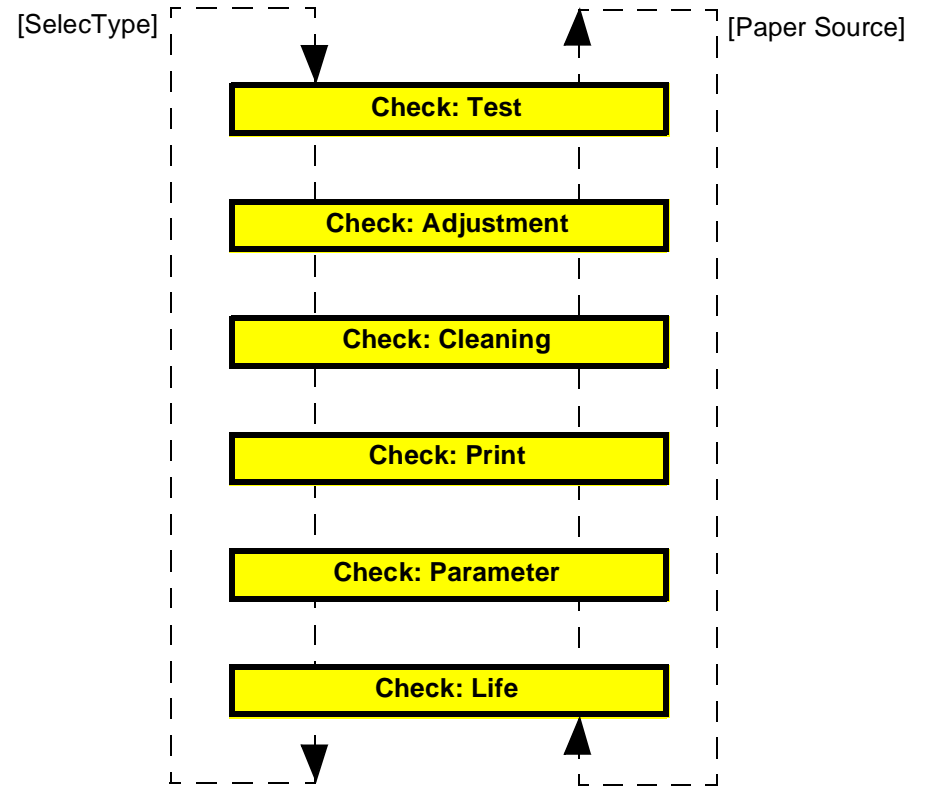 [SelecType]
[Paper Source]
Check: Test
Check: Adjustment
Check: Cleaning
Check: Print
Check: Parameter
Check: Life